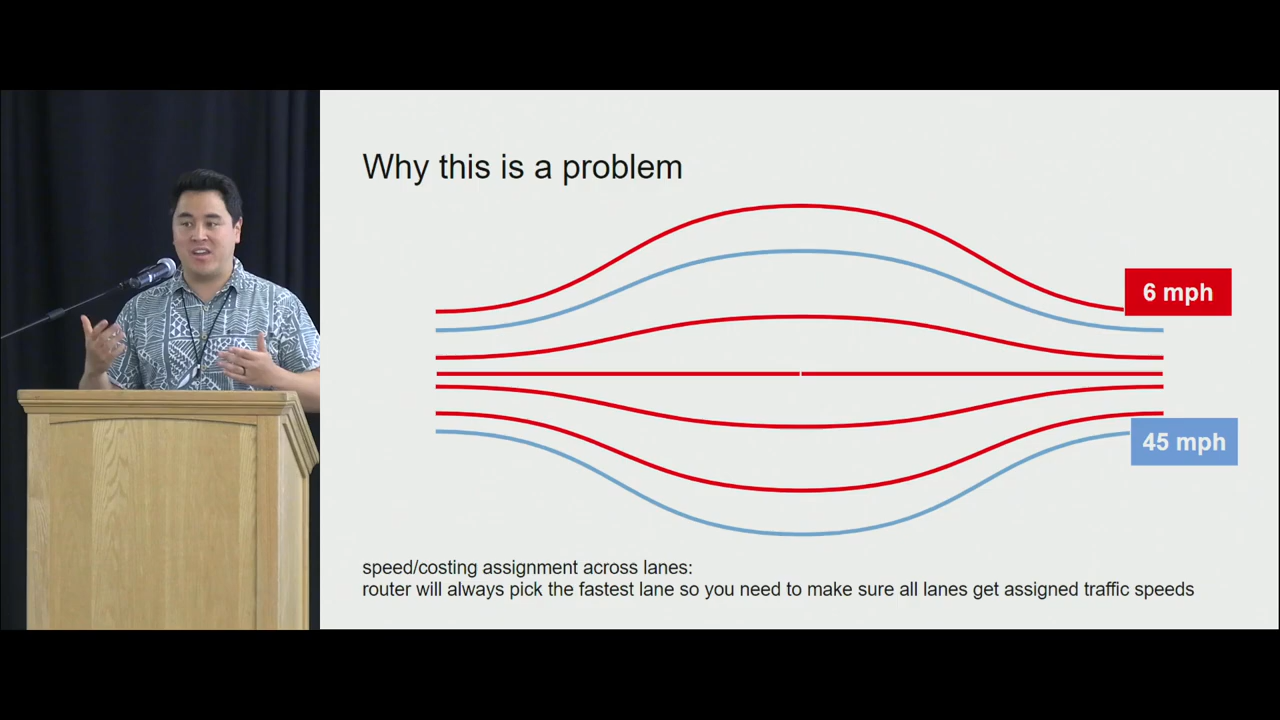 Why this is a problem
6 mph
45 mph
speed/costing assignment across lanes:
router will always pick the fastest lane so you need to make sure all lanes get assigned traffic speeds